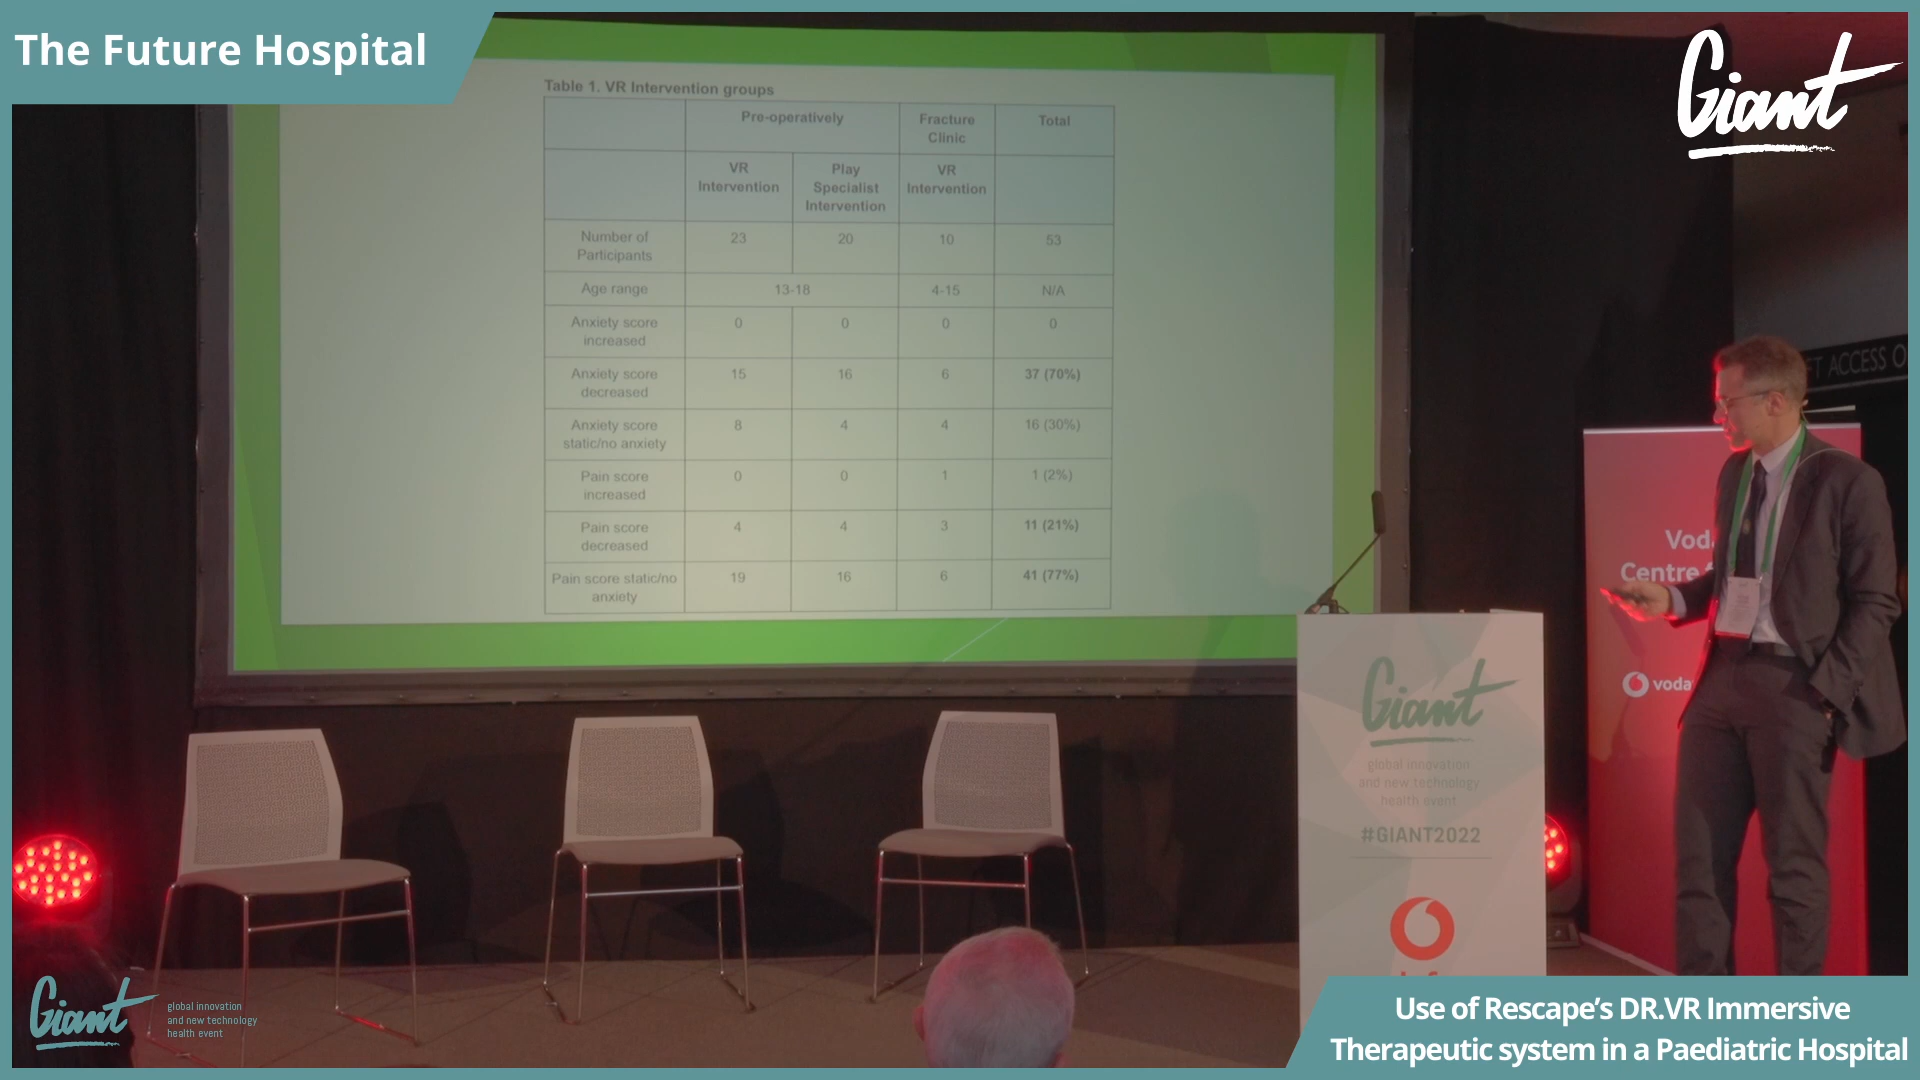 The Future Hospital
Giant
Table 1. VR Intervention groups
Pre-operatively
Fracture
Clinic
Total
VR
Intervention
Play
Specialist
Intervention
VR
Intervention
Number of
Participants
23
20
10
53
Age range
13-18
4-15
N/A
Anxiety score
increased
0
0
0
0
Anxiety score
decreased
15
16
6
37 (70%)
Anxiety score
static/no anxiety
8
4
4
16 (30%)
Pain score
increased
0
0
1
1 (2%)
Pain score
decreased
4
4
3
11 (21%)
Pain score static/no
anxiety
19
16
6
41 (77%)
FT ACCESS O
Voda
Centre
voda
Giant
global innovation
and new technology
health event
#GIANT2022
Giant
global innovation
and new technology
health event
Use of Rescape's DR.VR Immersive
Therapeutic system in a Paediatric Hospital